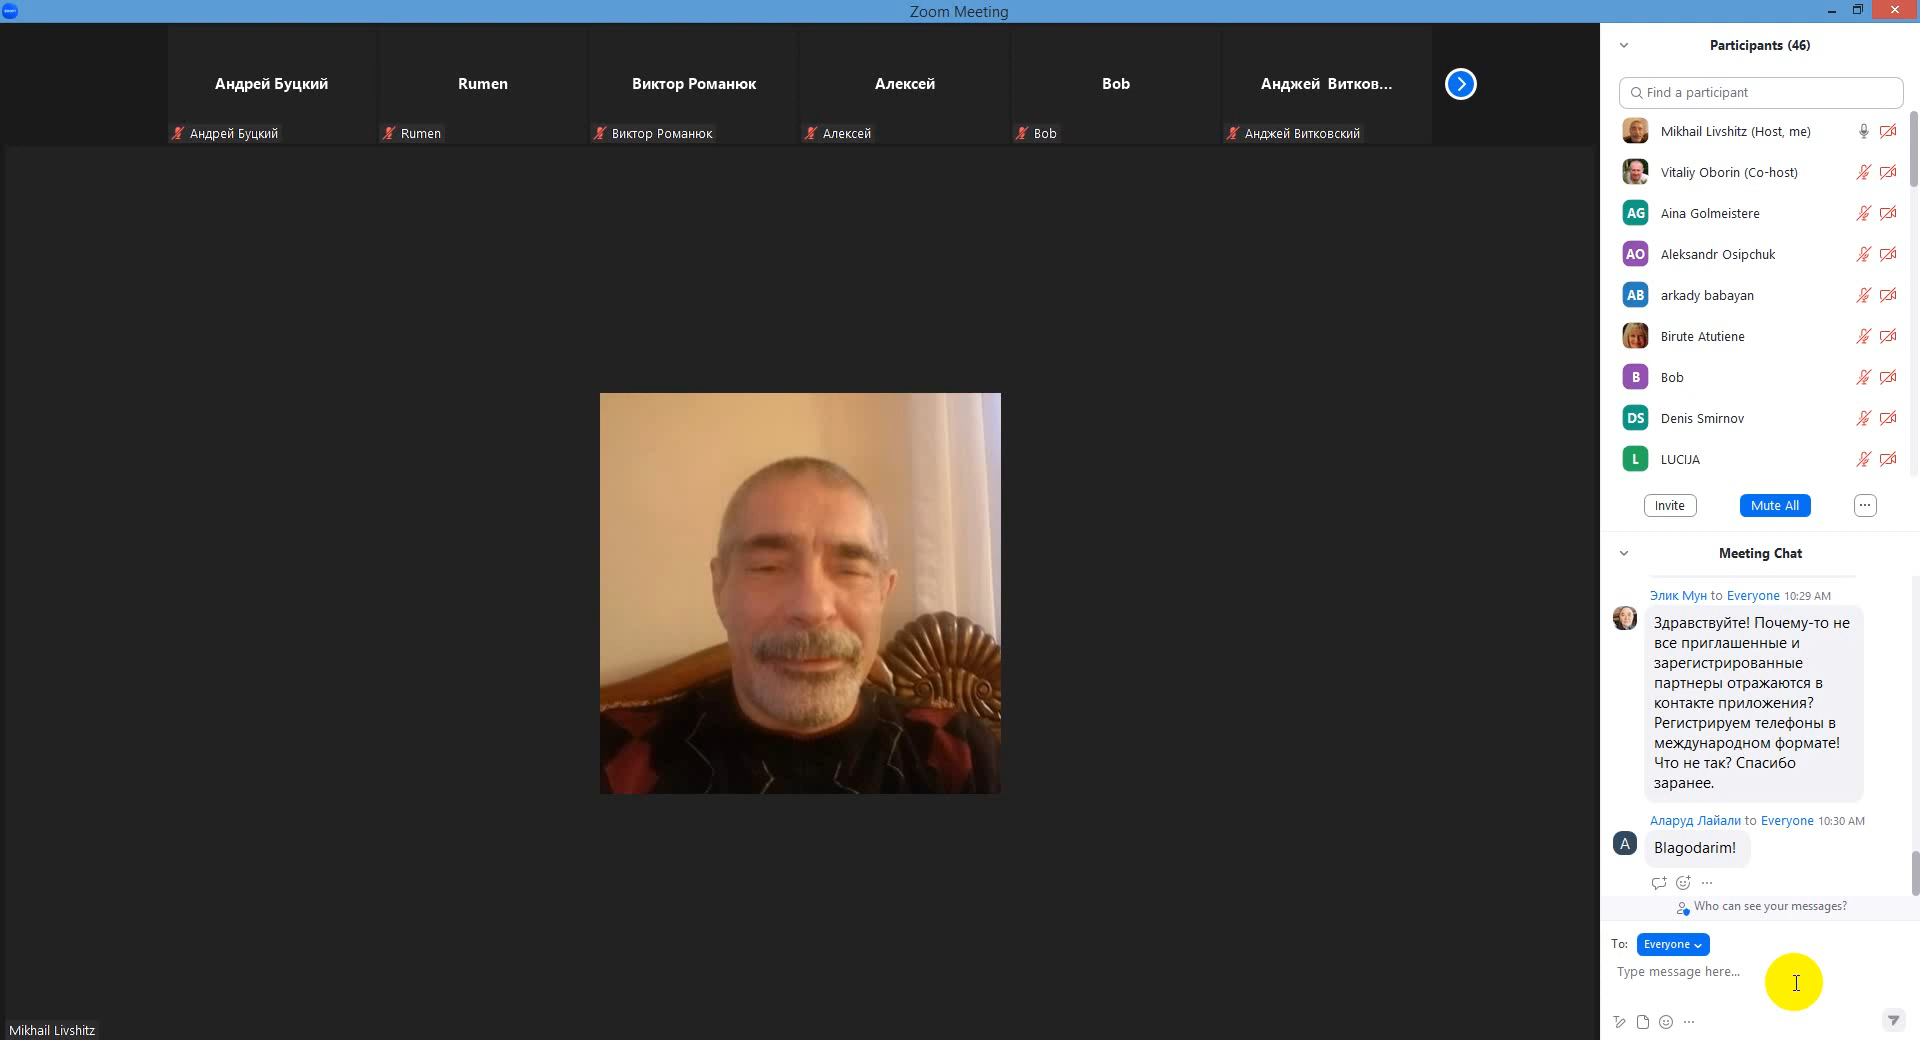 Zoom Meeting
Андрей Буцкий
Rumen
Виктор Романюк
Алексей
Bob
Анджей Витков...
Андрей Буцкий
Rumen
Виктор Романюк
Алексей
Bob
Анджей Витковский
Mikhail Livshitz
Participants (46)
Find a participant
Mikhail Livshitz (Host, me)
Vitaliy Oborin (Co-host)
AG Aina Golmeistere
AO Aleksandr Osipchuk
AB arkady babayan
Birute Atutiene
B Bob
DS Denis Smirnov
L LUCIJA
Invite
Mute All
Meeting Chat
Элик Мун to Everyone 10:29 AM
Здравствуйте! Почему-то не
все приглашенные и
зарегистрированные
партнеры отражаются в
контакте приложения?
Регистрируем телефоны в
международном формате!
Что не так? Спасибо
заранее.
Аларуд Лайали to Everyone 10:30 AM
A
Blagodarim!
Who can see your messages?
To: Everyone
Type message here...